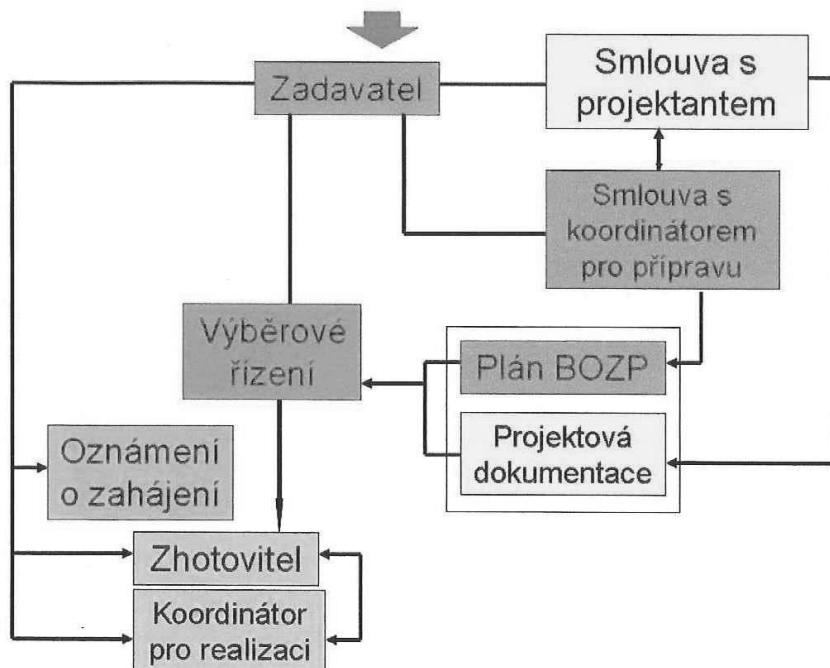 Zadavatel
Smlouva s
projektantem
Smlouva s
koordinátorem
pro přípravu
Výběrové
řízení
Plán BOZP
Projektová
dokumentace
Oznámení
o zahájení
Zhotovitel
Koordinátor
pro realizaci